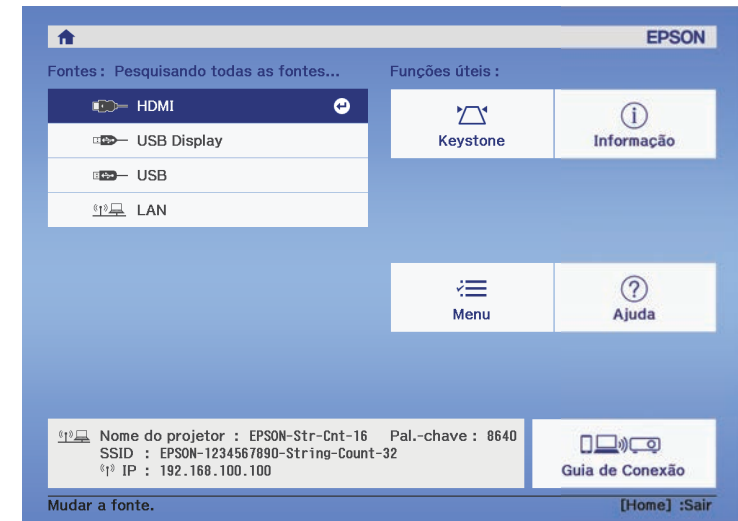 EPSON
Fontes : Pesquisando todas as fontes...
HDMI
USB Display
USB
LAN
Funções úteis :
Keystone
Informação
Menu
Ajuda
Nome do projetor : EPSON-Str-Cnt-16 Pal.-chave : 8640
SSID : EPSON-1234567890-String-Count-32
IP : 192.168.100.100
Guia de Conexão
Mudar a fonte.
[Home] :Sair